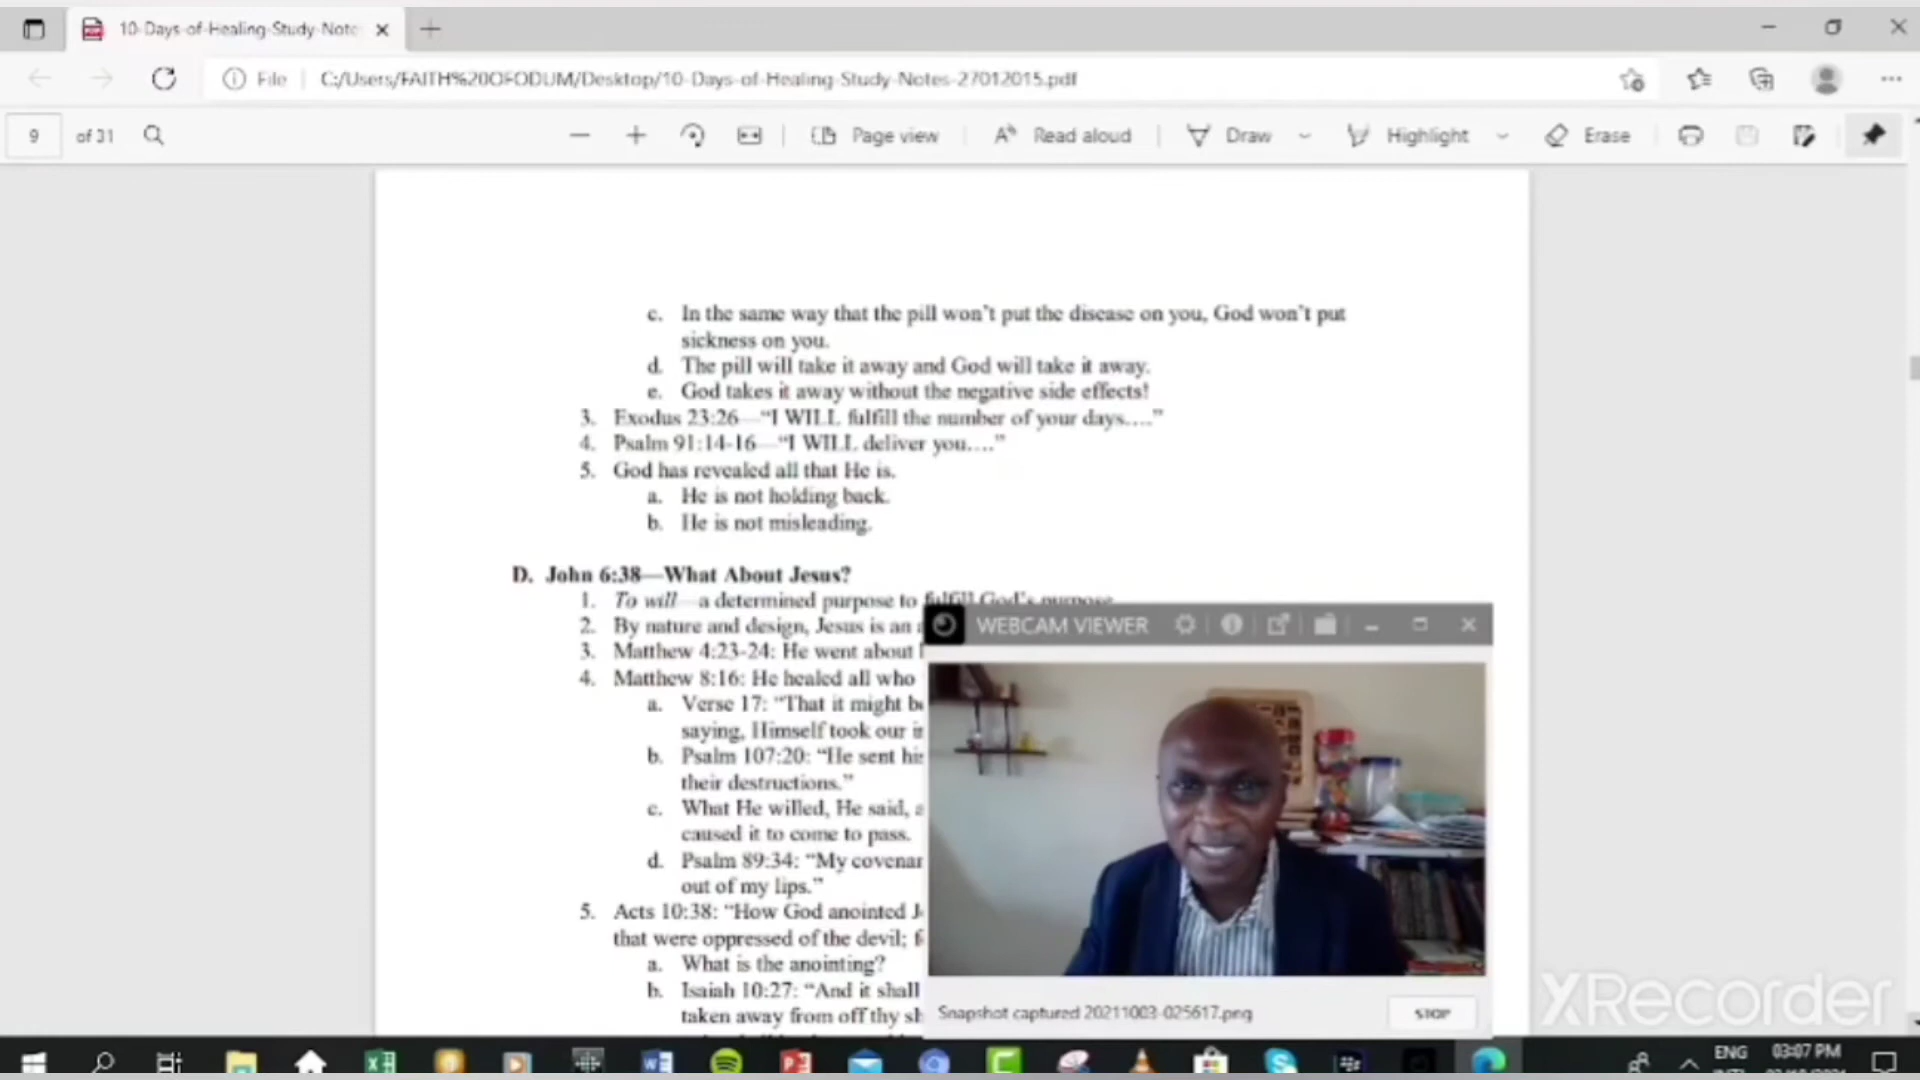 10-Days-of-Healing-Study-Note
File
C:/Users/FAITH%20OFODUM/Desktop/10-Days-of-Healing-Study-Notes-27012015.pdf
9 of 31
Page view
Read aloud
Draw
Highlight
Erase
c. In the same way that the pill won't put the disease on you, God won't put
sickness on you.
d. The pill will take it away and God will take it away.
e. God takes it away without the negative side effects!
3. Exodus 23:26—“I WILL fulfill the number of your days….”
4. Psalm 91:14-16—“I WILL deliver you….”
5. God has revealed all that He is.
a. He is not holding back.
b. He is not misleading.
D. John 6:38—What About Jesus?
1. To will—a determined purpose to fulfill God's purpose
2. By nature and design, Jesus is an
3. Matthew 4:23-24: He went about
4. Matthew 8:16: He healed all who
a. Verse 17: “That it might
saying, Himself took our
b. Psalm 107:20: “He sent his
their destructions.”
c. What He willed, He said,
caused it to come to pass.
d. Psalm 89:34: “My
out of my lips.”
5. Acts 10:38: “How God anointed
that were oppressed of the devil;
a. What is the anointing?
b. Isaiah 10:27: “And it shall
taken away from off thy
WEBCAM VIEWER
Snapshot captured 20211003-025617.png
STOP
XRecorder
ENG
03:07 PM